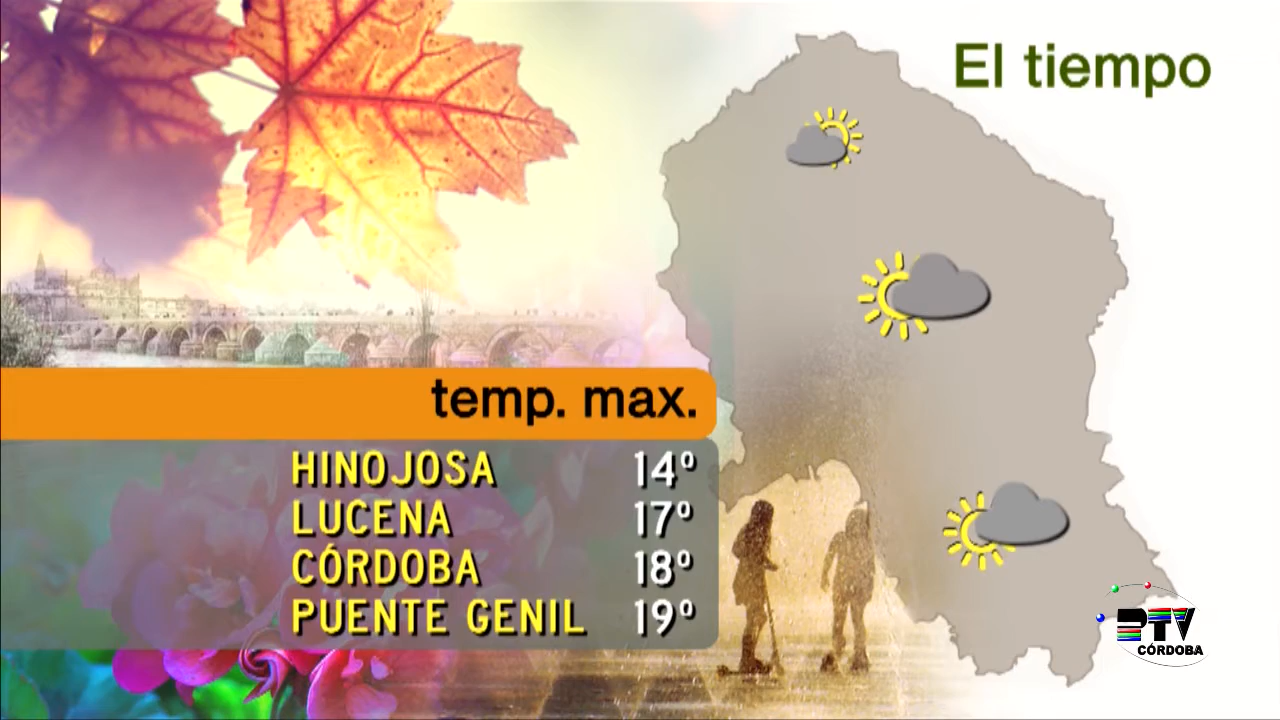 El tiempo
temp. max.
HINOJOSA 14º
LUCENA 17º
CÓRDOBA 18º
PUENTE GENIL 19º
PTV
CÓRDOBA